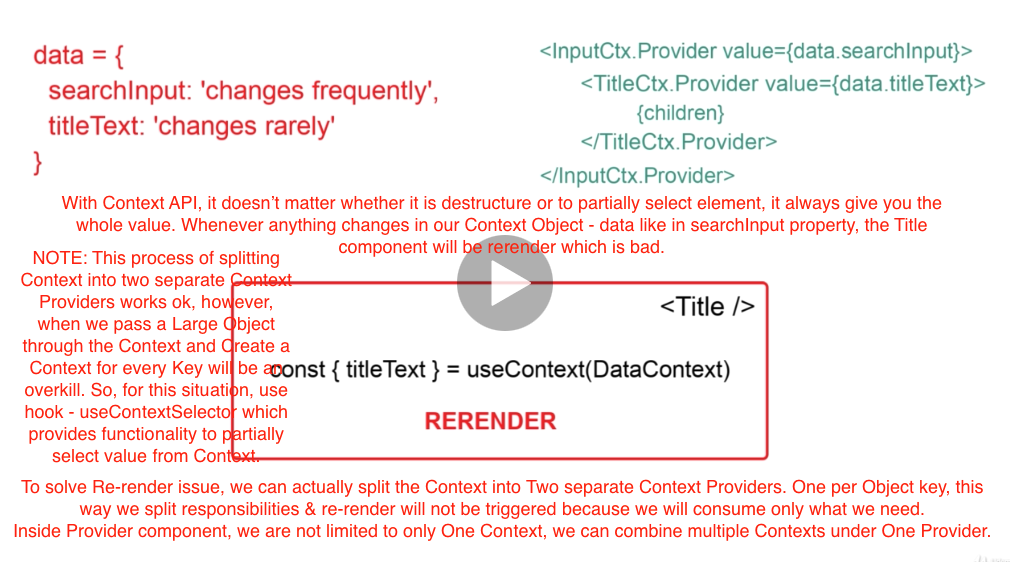 data = {
searchInput: 'changes frequently',
titleText: 'changes rarely'
}
<InputCtx.Provider value={data.searchInput}>
<TitleCtx.Provider value={data.titleText}>
{children}
</TitleCtx.Provider>
</InputCtx.Provider>
With Context API, it doesn’t matter whether it is destructure or to partially select element, it always give you the
whole value. Whenever anything changes in our Context Object - data like in searchInput property, the Title
component will be rerender which is bad.
NOTE: This process of splitting
Context into two separate Context
Providers works ok, however,
when we pass a Large Object
through the Context and Create a
Context for every Key will be an
overkill. So, for this situation, use
hook - useContextSelector which
provides functionality to partially
select value from Context.
<Title />
const { titleText } = useContext(DataContext)
RERENDER
To solve Re-render issue, we can actually split the Context into Two separate Context Providers. One per Object key, this
way we split responsibilities & re-render will not be triggered because we will consume only what we need.
Inside Provider component, we are not limited to only One Context, we can combine multiple Contexts under One Provider.